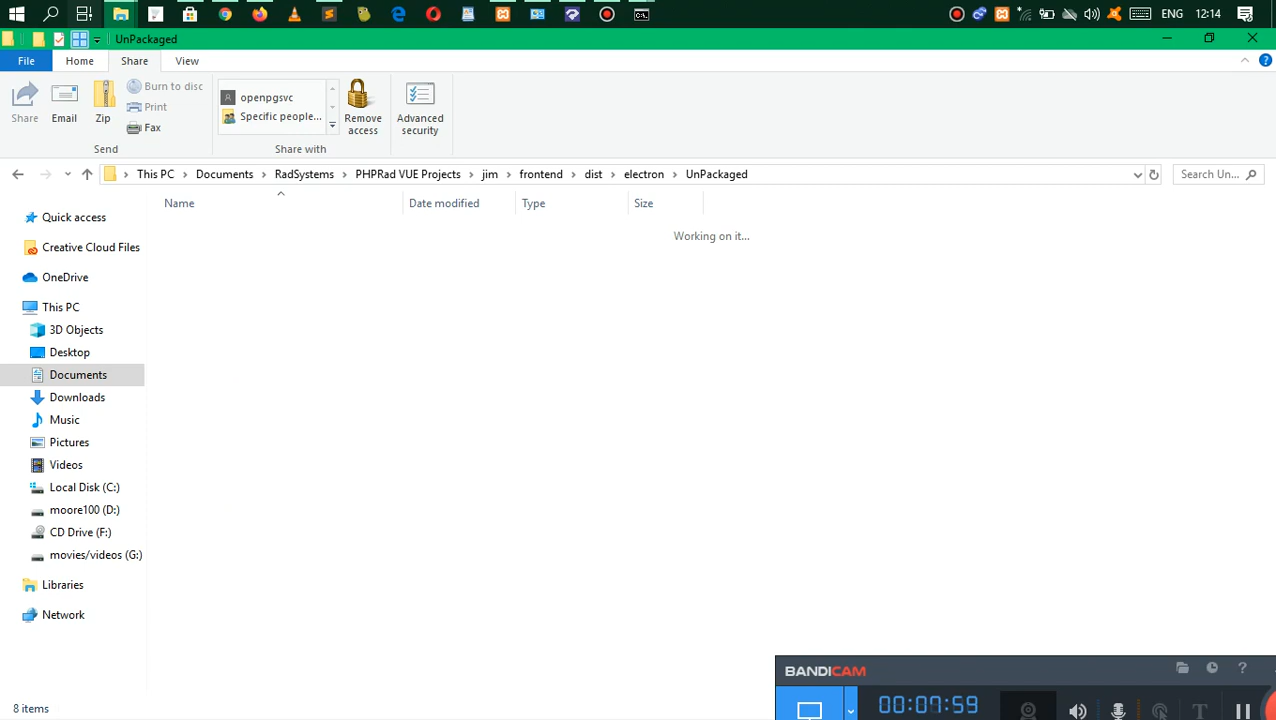 ENG 12:14
UnPackaged
File Home Share View
Share
Email
Zip
Burn to disc
Print
Fax
Send
openpgsvc
Specific people...
Share with
Remove access
Advanced security
This PC > Documents > RadSystems > PHPRad VUE Projects > jim > frontend > dist > electron > UnPackaged
Search Un...
Name Date modified Type Size
Working on it...
Quick access
Creative Cloud Files
OneDrive
This PC
3D Objects
Desktop
Documents
Downloads
Music
Pictures
Videos
Local Disk (C:)
moore100 (D:)
CD Drive (F:)
movies/videos (G:)
Libraries
Network
8 items
BANDICAM
00:07:59